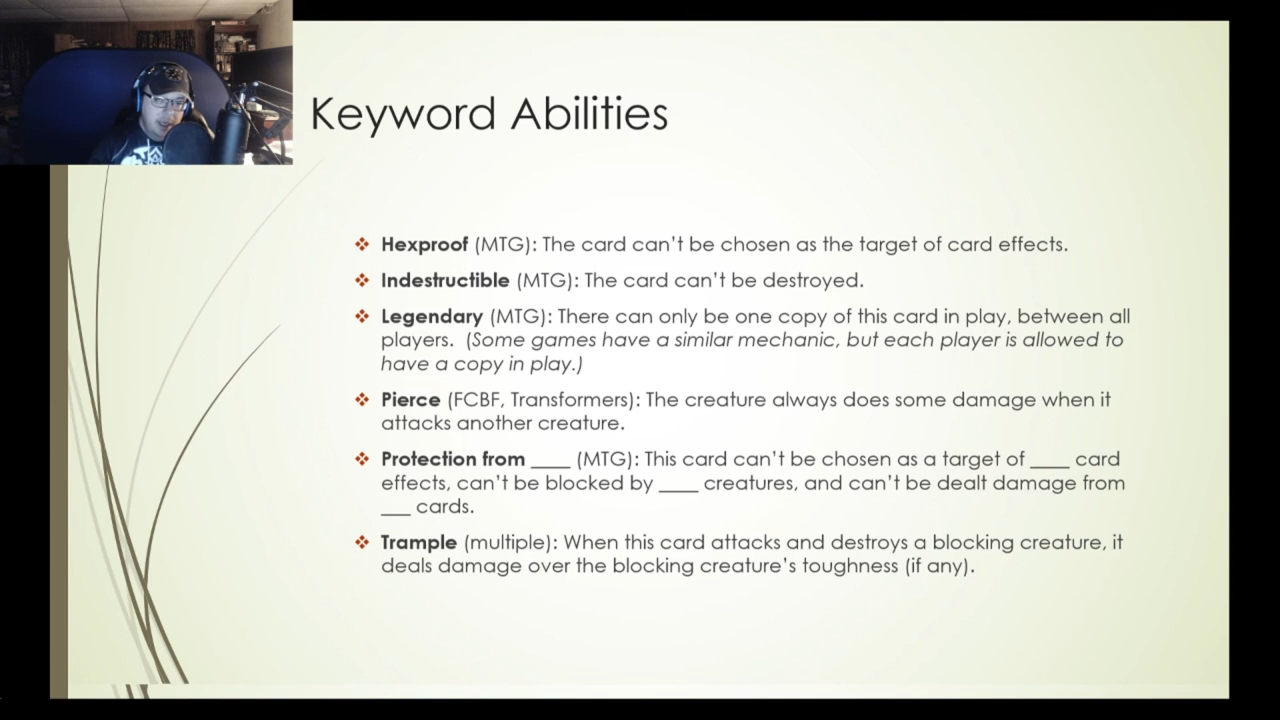 Keyword Abilities
Hexproof (MTG): The card can't be chosen as the target of card effects.
Indestructible (MTG): The card can't be destroyed.
Legendary (MTG): There can only be one copy of this card in play, between all
players. (Some games have a similar mechanic, but each player is allowed to
have a copy in play.)
Pierce (FCBF, Transformers): The creature always does some damage when it
attacks another creature.
Protection from ____ (MTG): This card can't be chosen as a target of ____ card
effects, can't be blocked by ____ creatures, and can't be dealt damage from
___ cards.
Trample (multiple): When this card attacks and destroys a blocking creature, it
deals damage over the blocking creature's toughness (if any).